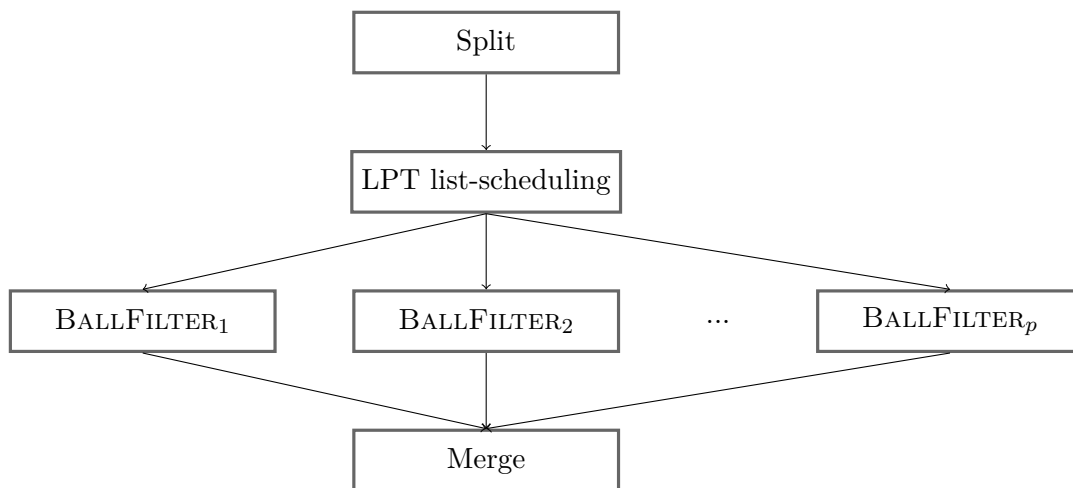 Split
LPT list-scheduling
BALLFILTER₁ BALLFILTER₂ ... BALLFILTERₚ
Merge